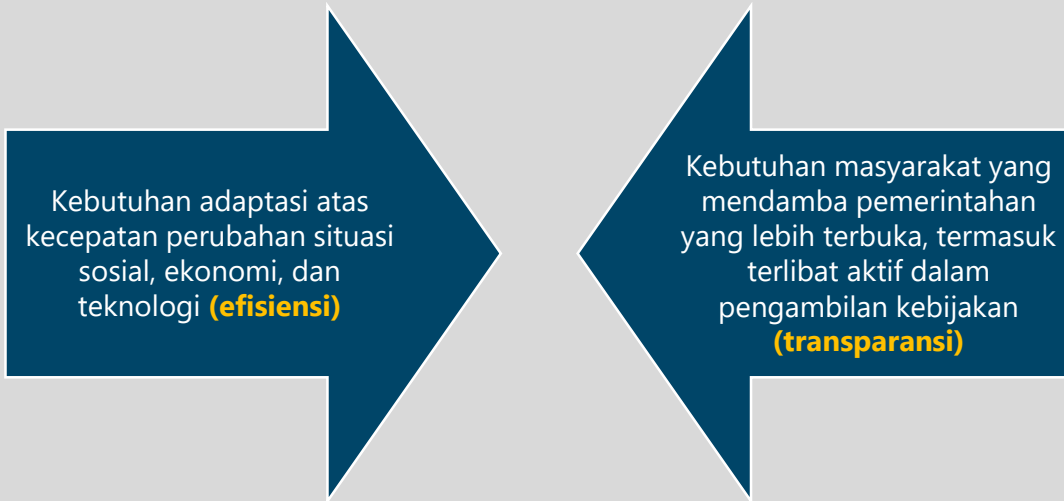 Kebutuhan adaptasi atas
kecepatan perubahan situasi
sosial, ekonomi, dan
teknologi (efisiensi)
Kebutuhan masyarakat yang
mendamba pemerintahan
yang lebih terbuka, termasuk
terlibat aktif dalam
pengambilan kebijakan
(transparansi)